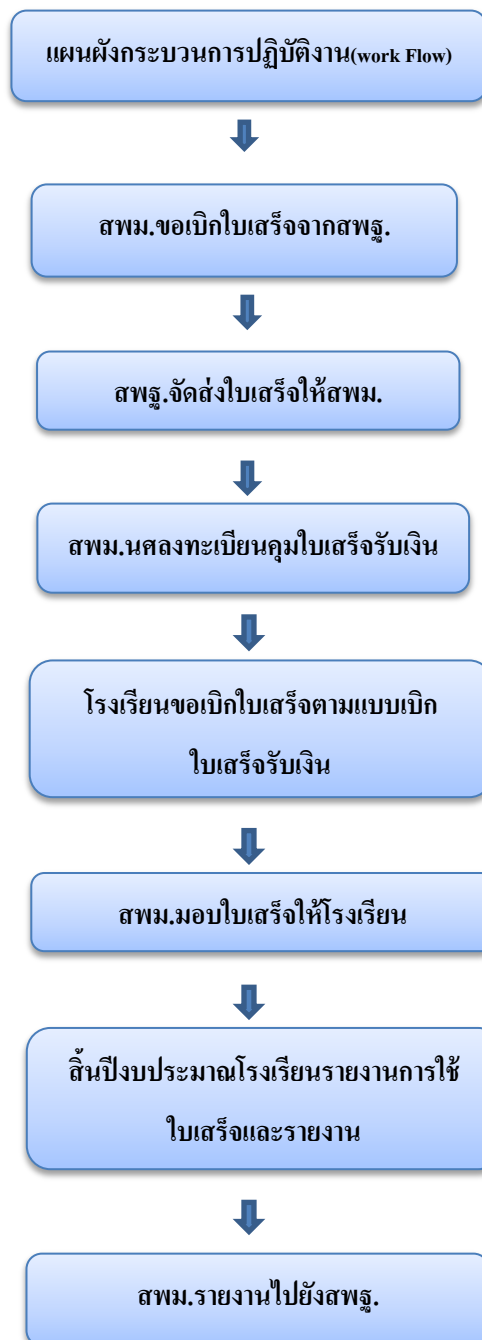 แผนผังกระบวนการปฏิบัติงาน(work Flow)
สพม.ขอเบิกใบเสร็จจากสพฐ.
สพฐ.จัดส่งใบเสร็จให้สพม.
สพม.นศลงทะเบียนคุมใบเสร็จรับเงิน
โรงเรียนขอเบิกใบเสร็จตามแบบเบิก
ใบเสร็จรับเงิน
สพม.มอบใบเสร็จให้โรงเรียน
สิ้นปีงบประมาณโรงเรียนรายงานการใช้
ใบเสร็จและรายงาน
สพม.รายงานไปยังสพฐ.